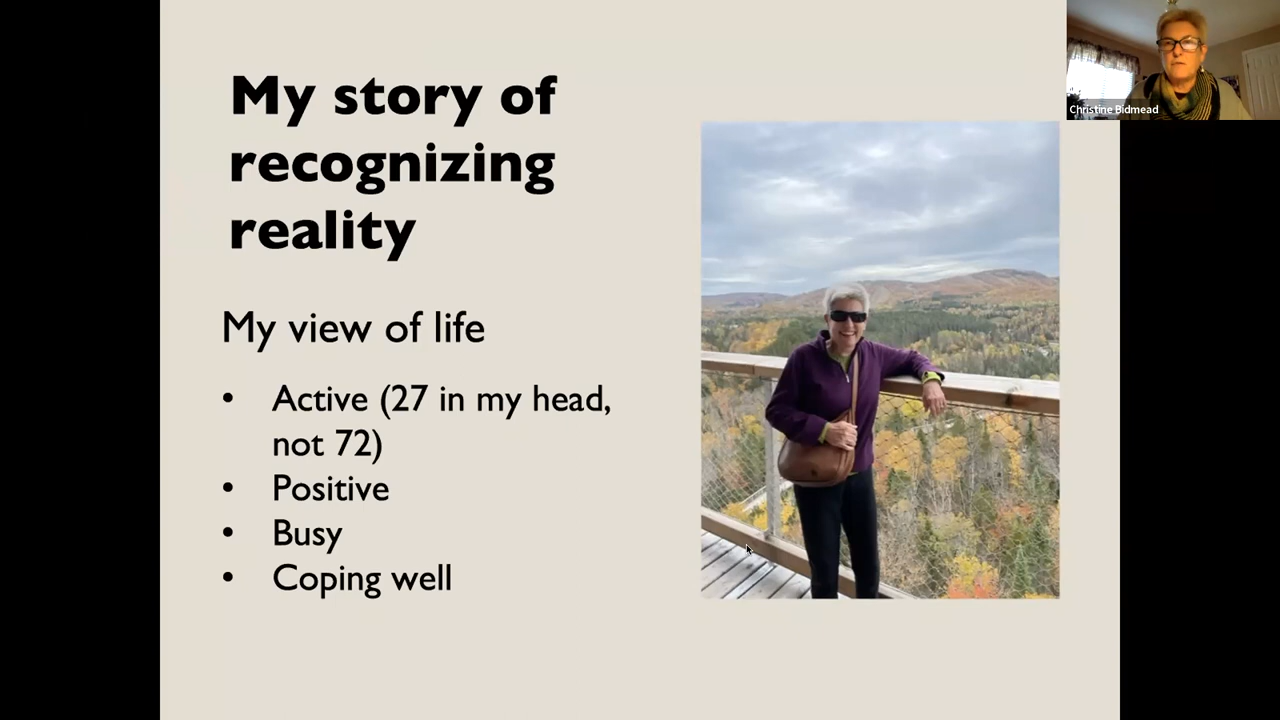 My story of
recognizing
reality
My view of life
• Active (27 in my head,
not 72)
• Positive
• Busy
• Coping well
Christine Bidmead